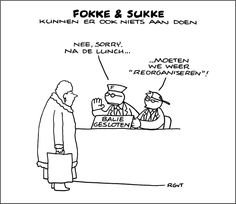 FOKKE & SUKKE
KUNNEN ER OOK NIETS AAN DOEN
NEE, SORRY.
NA DE LUNCH...
...MOETEN
WE WEER
"REORGANISEREN"!
BALIE
GESLOTEN
RGvT